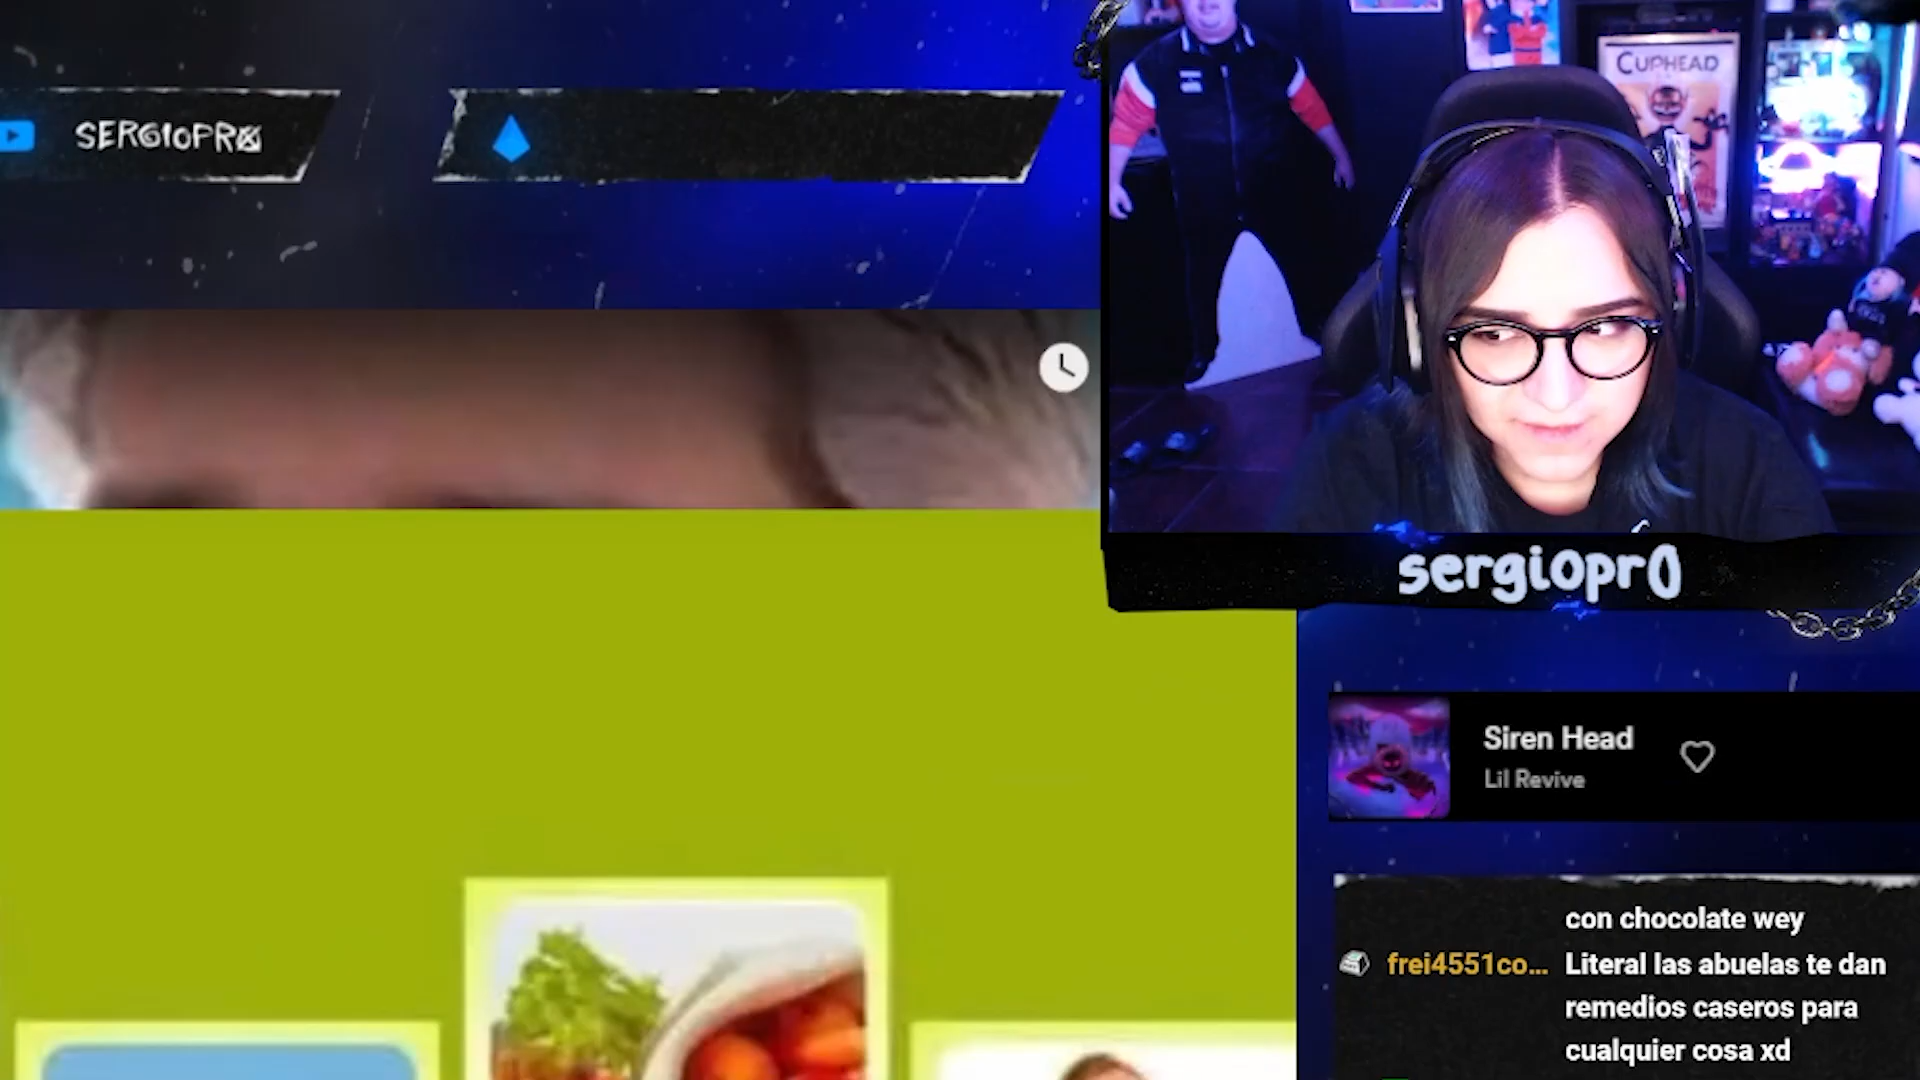 SERGIOPRO
CUPHEAD
sergiopr0
Siren Head
Lil Revive
con chocolate wey
frei4551co... Literal las abuelas te dan
remedios caseros para
cualquier cosa xd